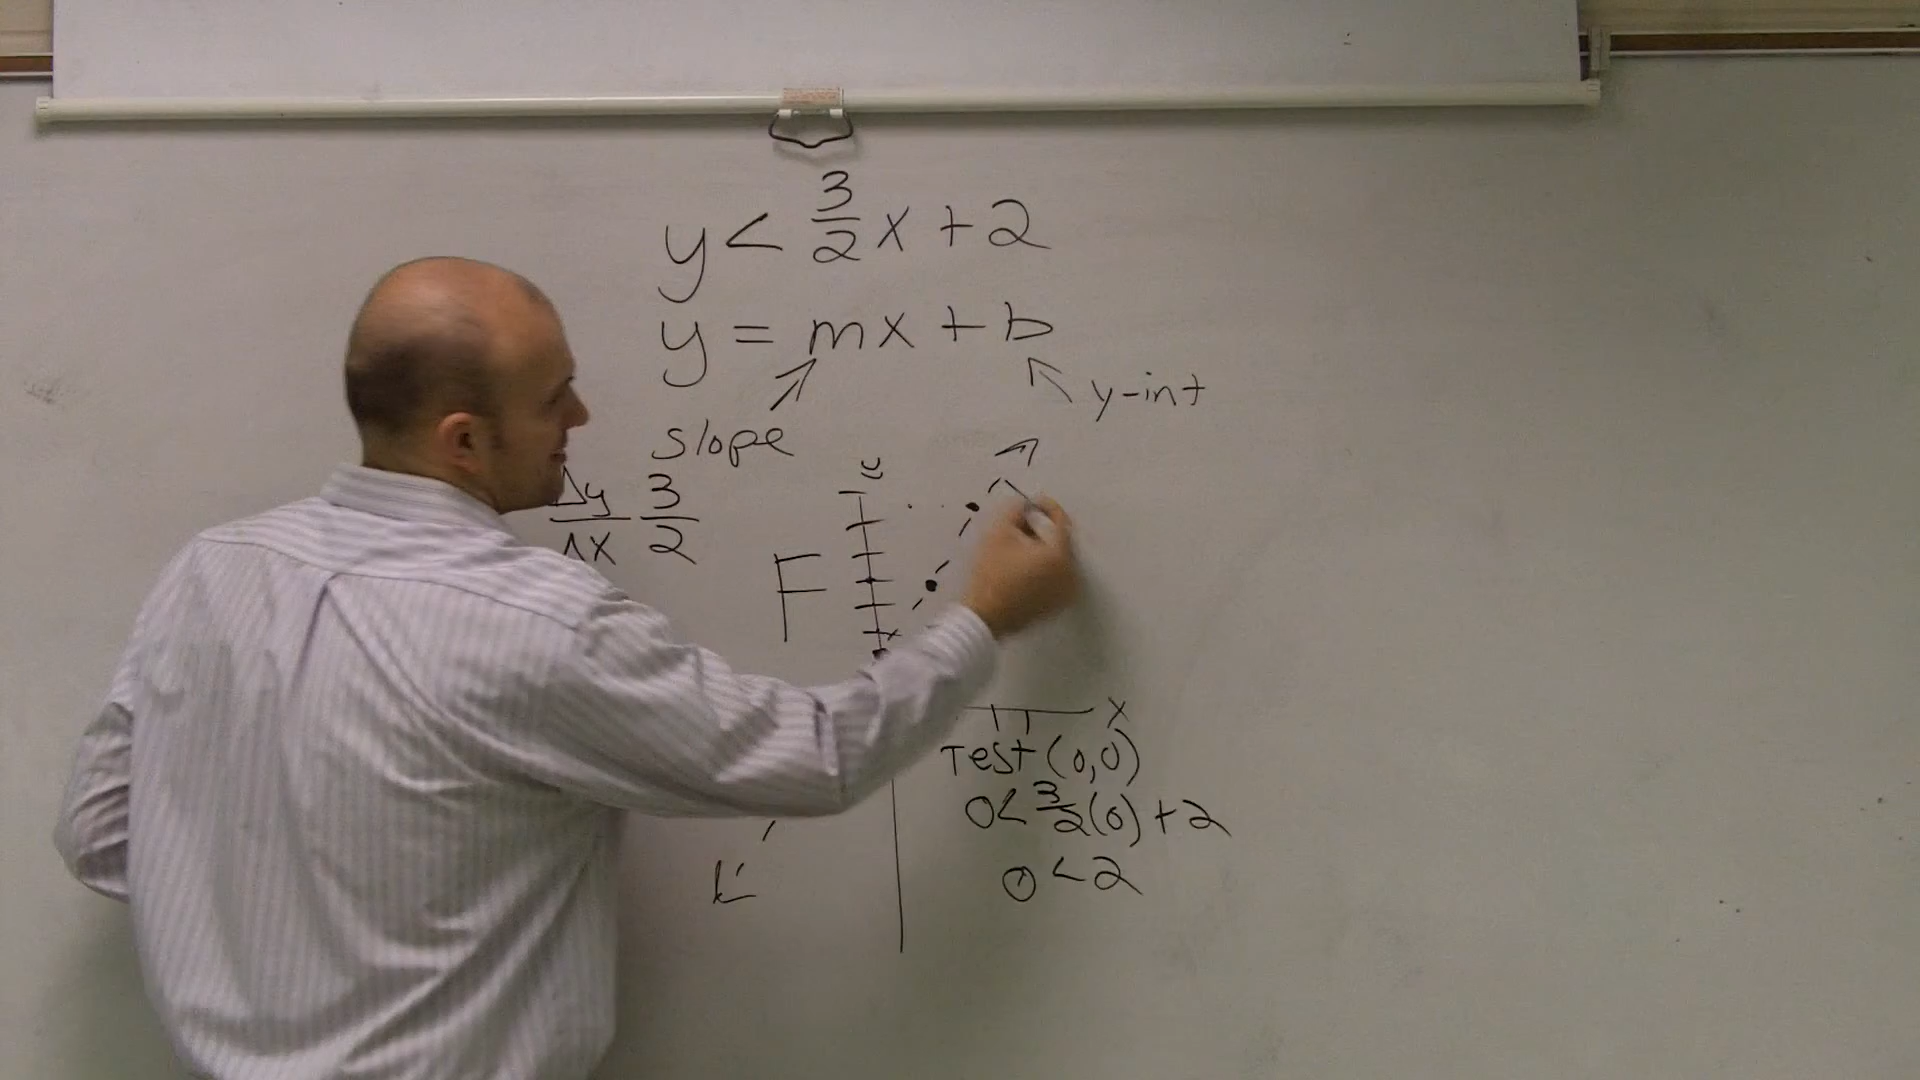 y < 3/2 x + 2
y = mx + b
y-int
slope
Δy/Δx 3/2
y
F
x
Test (0,0)
0 < 3/2 (0) + 2
0 < 2